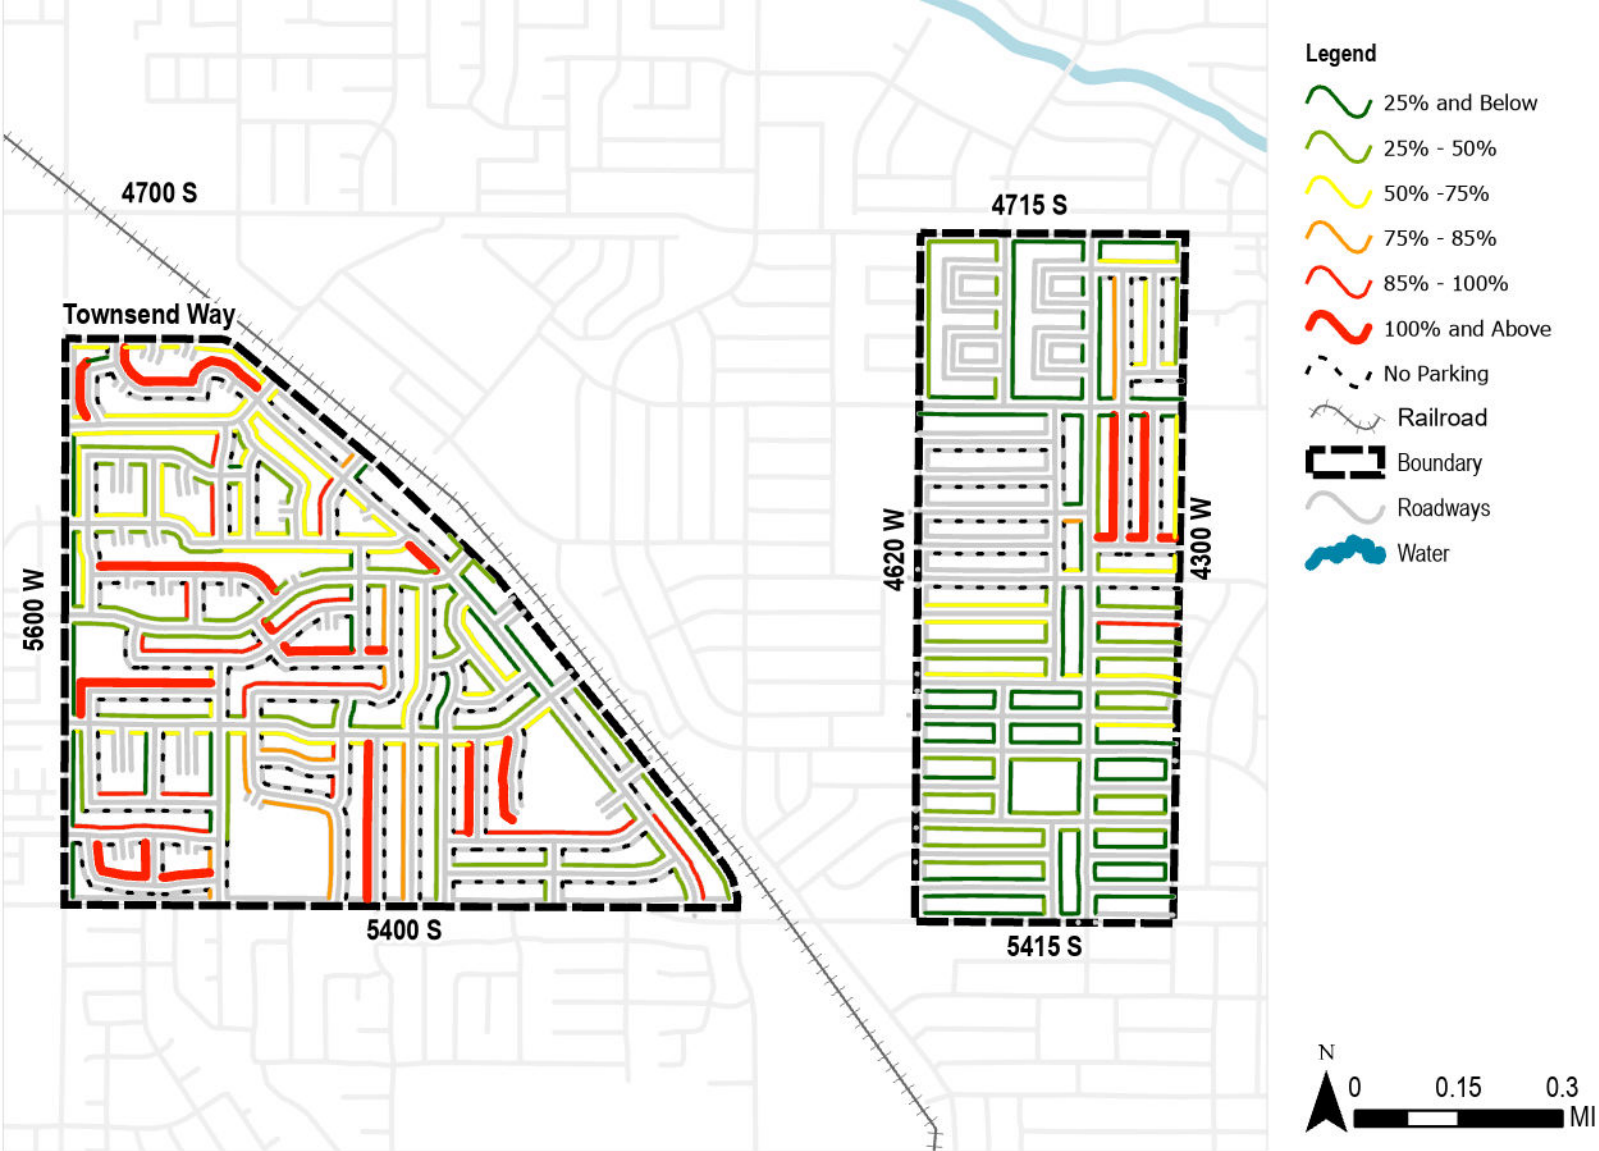 4700 S
Townsend Way
5600 W
5400 S
4715 S
4620 W
4300 W
5415 S
Legend
25% and Below
25% - 50%
50% -75%
75% - 85%
85% - 100%
100% and Above
No Parking
Railroad
Boundary
Roadways
Water
N
0 0.15 0.3
MI